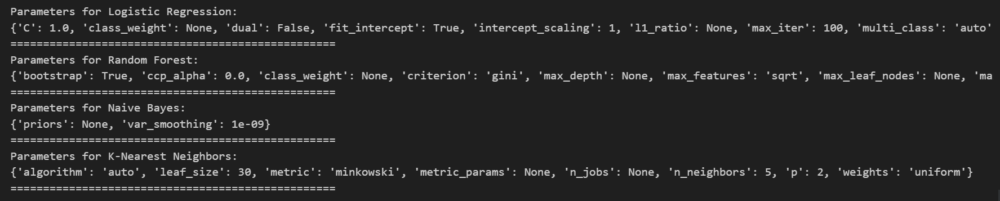 Parameters for Logistic Regression:
{'C': 1.0, 'class_weight': None, 'dual': False, 'fit_intercept': True, 'intercept_scaling': 1, 'l1_ratio': None, 'max_iter': 100, 'multi_class': 'auto'
==================================================
Parameters for Random Forest:
{'bootstrap': True, 'ccp_alpha': 0.0, 'class_weight': None, 'criterion': 'gini', 'max_depth': None, 'max_features': 'sqrt', 'max_leaf_nodes': None, 'ma
==================================================
Parameters for Naive Bayes:
{'priors': None, 'var_smoothing': 1e-09}
==================================================
Parameters for K-Nearest Neighbors:
{'algorithm': 'auto', 'leaf_size': 30, 'metric': 'minkowski', 'metric_params': None, 'n_jobs': None, 'n_neighbors': 5, 'p': 2, 'weights': 'uniform'}
==================================================